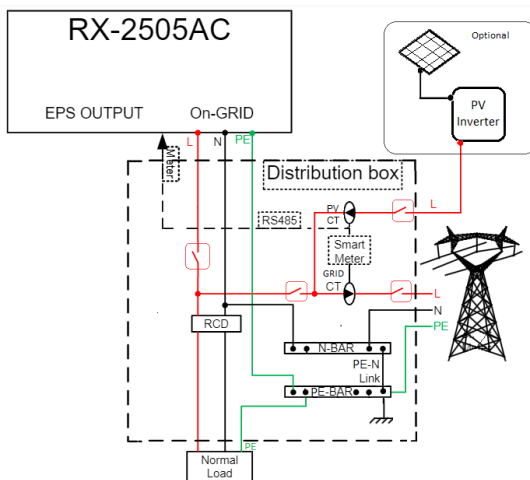 RX-2505AC
EPS OUTPUT On-GRID
L N PE
Meter
Optional
PV
Inverter
Distribution box
L
PV
CT
RS485
Smart
Meter
GRID
CT
L
N
PE
RCD
N-BAR
PE-N
Link
PE-BAR
PE
Normal
Load